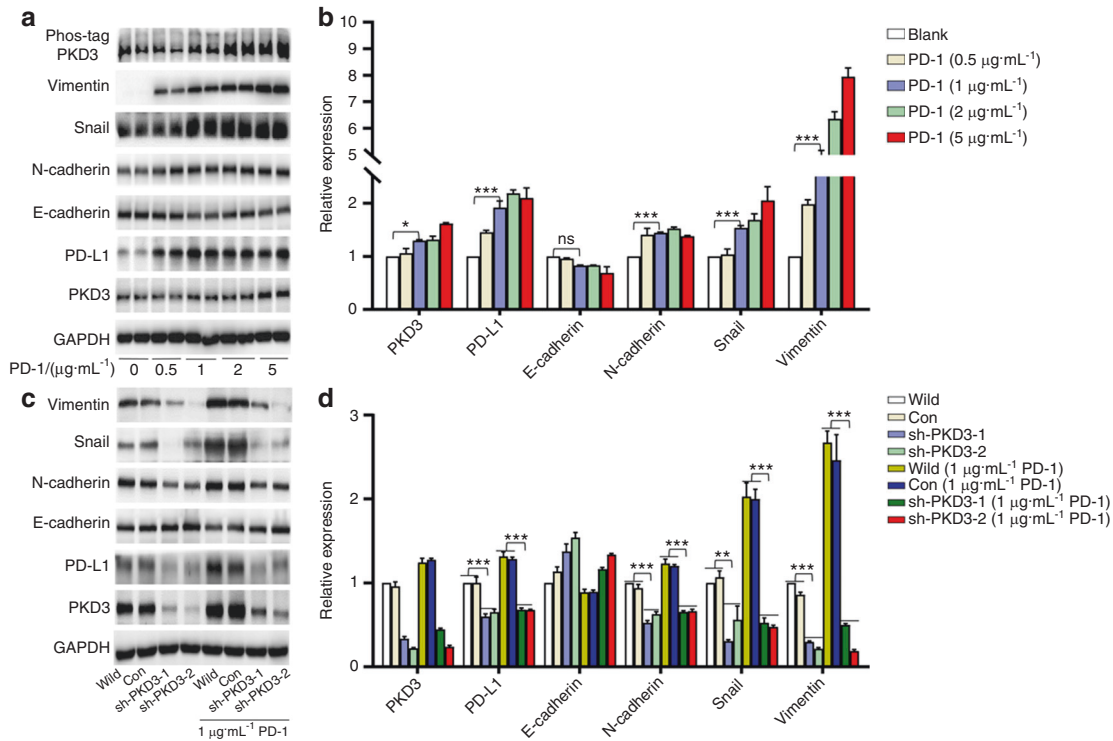 a
Phos-tag
PKD3
Vimentin
Snail
N-cadherin
E-cadherin
PD-L1
PKD3
GAPDH
PD-1/(µg·mL⁻¹) 0 0.5 1 2 5
b
Relative expression
10
9
8
7
6
5
2
1
0
* *** ns *** *** ***
PKD3 PD-L1 E-cadherin N-cadherin Snail Vimentin
Blank
PD-1 (0.5 µg·mL⁻¹)
PD-1 (1 µg·mL⁻¹)
PD-1 (2 µg·mL⁻¹)
PD-1 (5 µg·mL⁻¹)
c
Vimentin
Snail
N-cadherin
E-cadherin
PD-L1
PKD3
GAPDH
Wild Con sh-PKD3-1 sh-PKD3-2 Wild Con sh-PKD3-1 sh-PKD3-2
1 µg·mL⁻¹ PD-1
d
Relative expression
3
2
1
0
*** *** *** *** ** *** *** ***
PKD3 PD-L1 E-cadherin N-cadherin Snail Vimentin
Wild
Con
sh-PKD3-1
sh-PKD3-2
Wild (1 µg·mL⁻¹ PD-1)
Con (1 µg·mL⁻¹ PD-1)
sh-PKD3-1 (1 µg·mL⁻¹ PD-1)
sh-PKD3-2 (1 µg·mL⁻¹ PD-1)